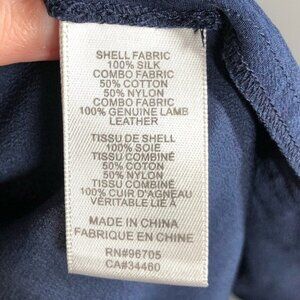 SHELL FABRIC
100% SILK
COMBO FABRIC
50% COTTON
50% NYLON
COMBO FABRIC
100% GENUINE LAMB
LEATHER
TISSU DE SHELL
100% SOIE
TISSU COMBINÉ
50% COTON
50% NYLON
TISSU COMBINÉ
100% CUIR D'AGNEAU
VÉRITABLE LIE À
MADE IN CHINA
FABRIQUE EN CHINE
RN#96705
CA#34460